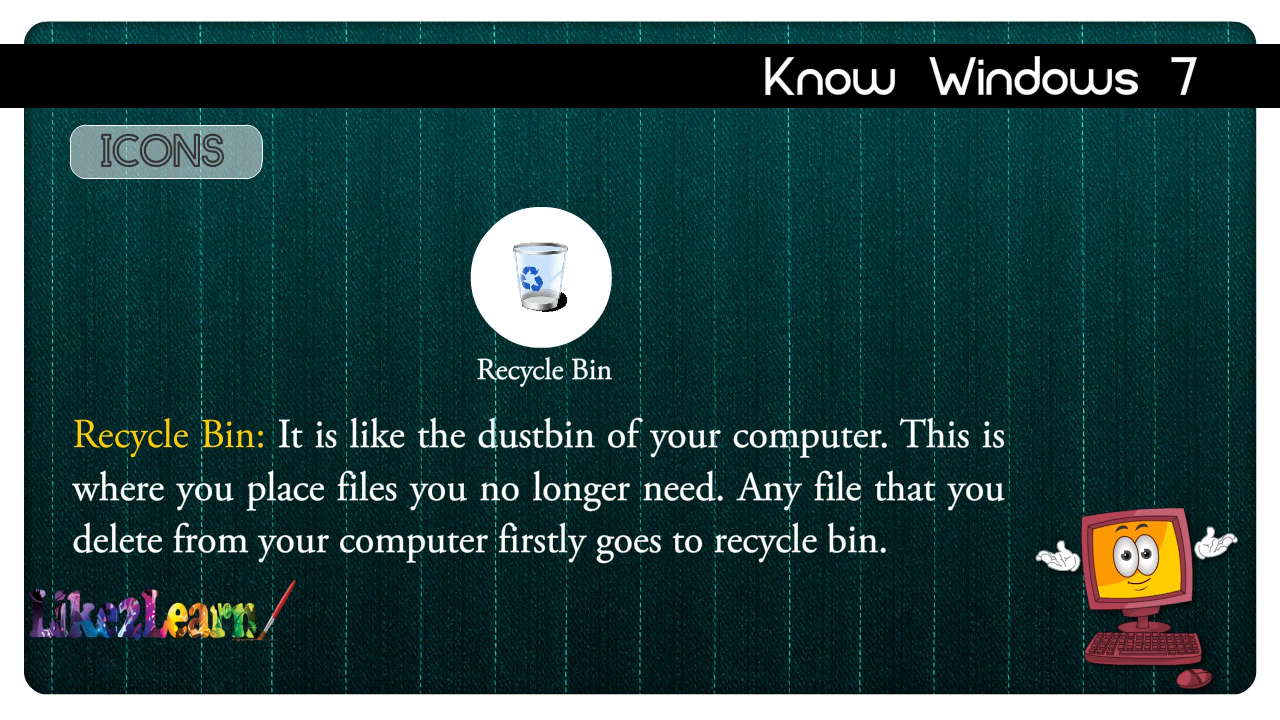 Know Windows 7
ICONS
Recycle Bin
Recycle Bin: It is like the dustbin of your computer. This is
where you place files you no longer need. Any file that you
delete from your computer firstly goes to recycle bin.
Like2Learn